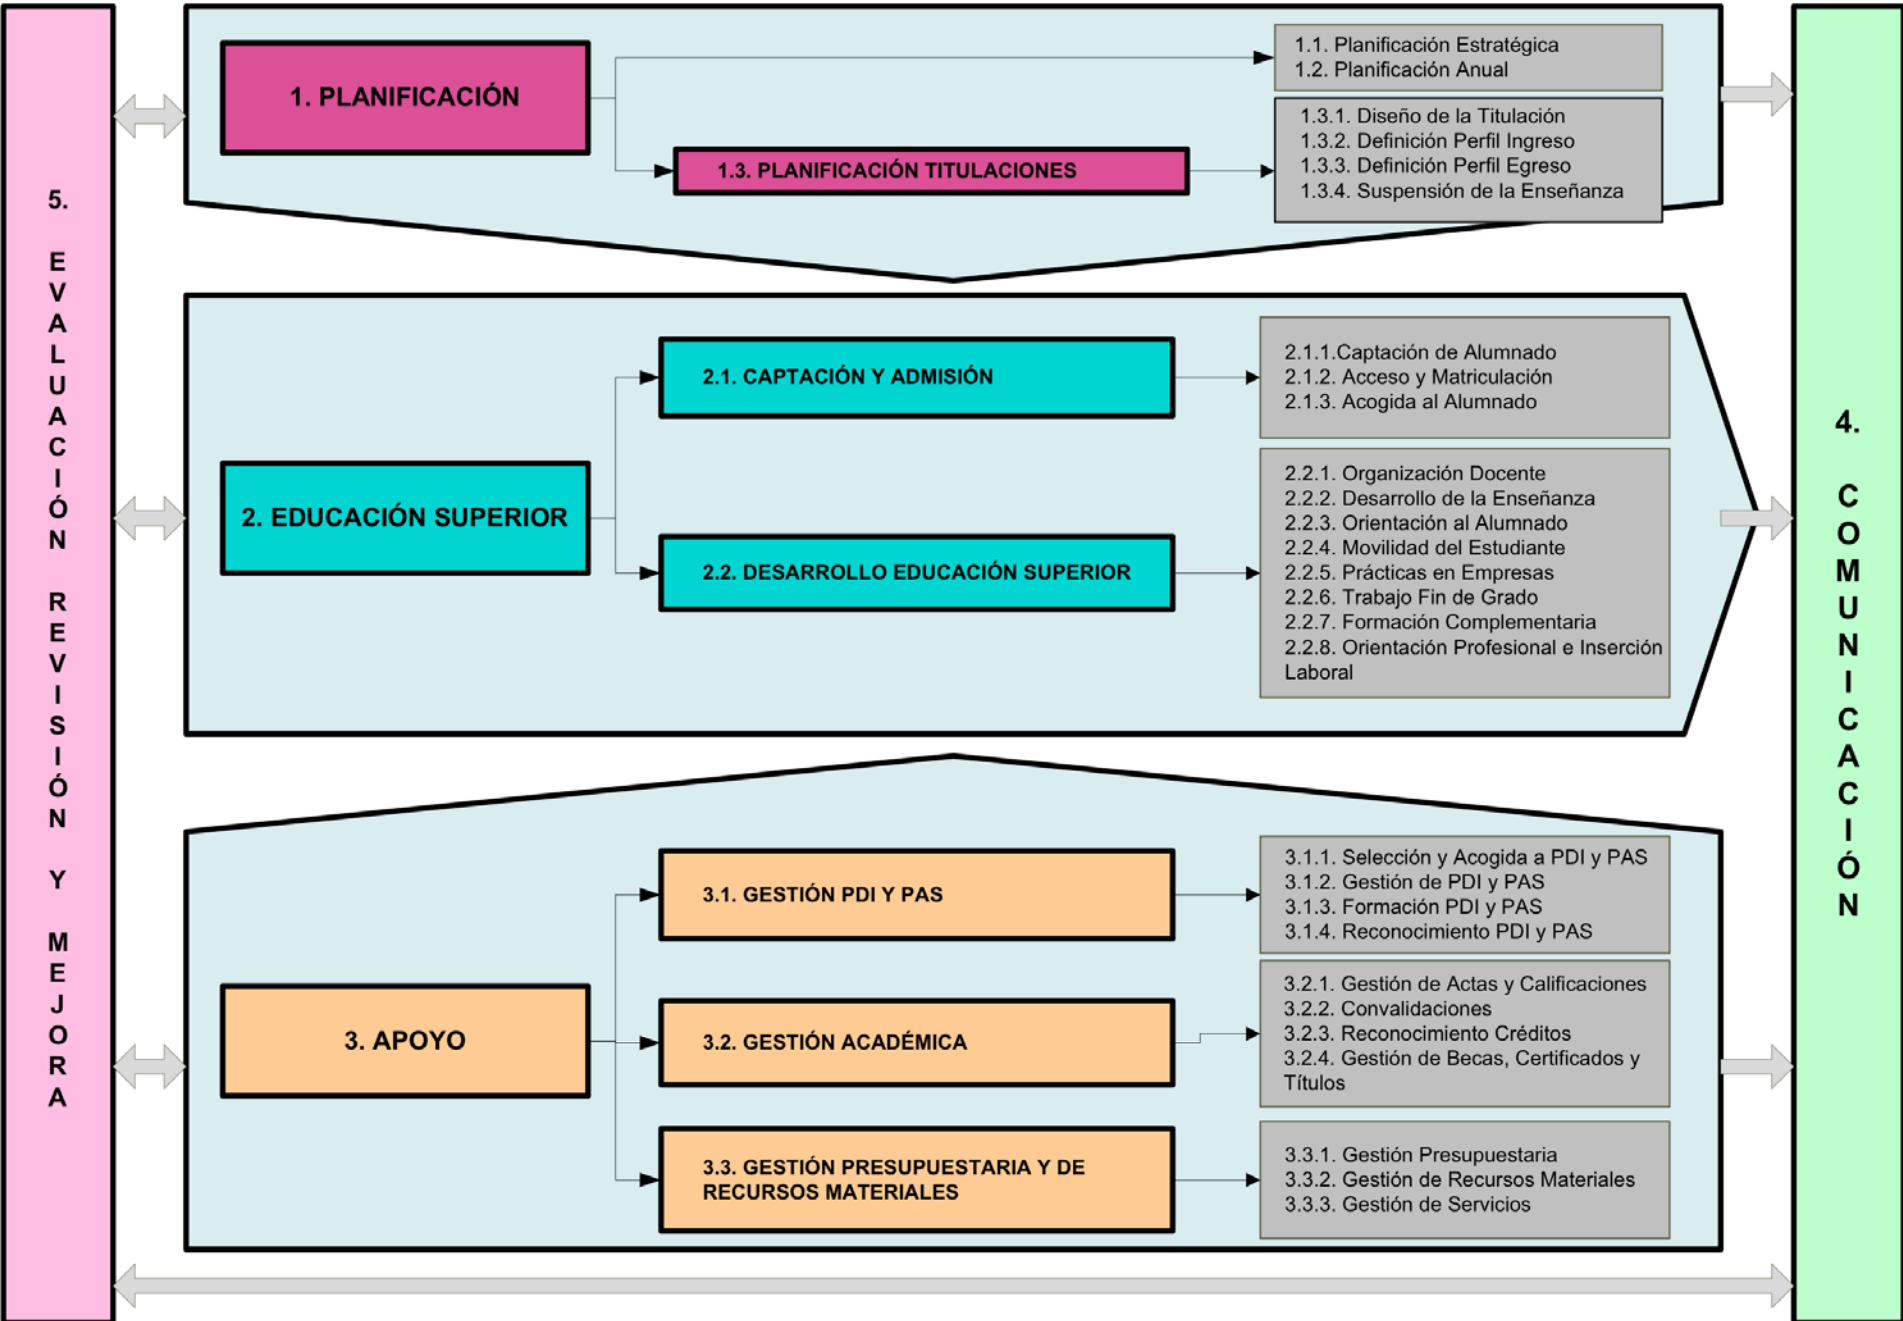 5.
EVALUACIÓN REVISIÓN Y MEJORA
1. PLANIFICACIÓN
1.1. Planificación Estratégica
1.2. Planificación Anual
1.3. PLANIFICACIÓN TITULACIONES
1.3.1. Diseño de la Titulación
1.3.2. Definición Perfil Ingreso
1.3.3. Definición Perfil Egreso
1.3.4. Suspensión de la Enseñanza
2. EDUCACIÓN SUPERIOR
2.1. CAPTACIÓN Y ADMISIÓN
2.1.1.Captación de Alumnado
2.1.2. Acceso y Matriculación
2.1.3. Acogida al Alumnado
2.2. DESARROLLO EDUCACIÓN SUPERIOR
2.2.1. Organización Docente
2.2.2. Desarrollo de la Enseñanza
2.2.3. Orientación al Alumnado
2.2.4. Movilidad del Estudiante
2.2.5. Prácticas en Empresas
2.2.6. Trabajo Fin de Grado
2.2.7. Formación Complementaria
2.2.8. Orientación Profesional e Inserción
Laboral
3. APOYO
3.1. GESTIÓN PDI Y PAS
3.1.1. Selección y Acogida a PDI y PAS
3.1.2. Gestión de PDI y PAS
3.1.3. Formación PDI y PAS
3.1.4. Reconocimiento PDI y PAS
3.2. GESTIÓN ACADÉMICA
3.2.1. Gestión de Actas y Calificaciones
3.2.2. Convalidaciones
3.2.3. Reconocimiento Créditos
3.2.4. Gestión de Becas, Certificados y
Títulos
3.3. GESTIÓN PRESUPUESTARIA Y DE
RECURSOS MATERIALES
3.3.1. Gestión Presupuestaria
3.3.2. Gestión de Recursos Materiales
3.3.3. Gestión de Servicios
4.
COMUNICACIÓN